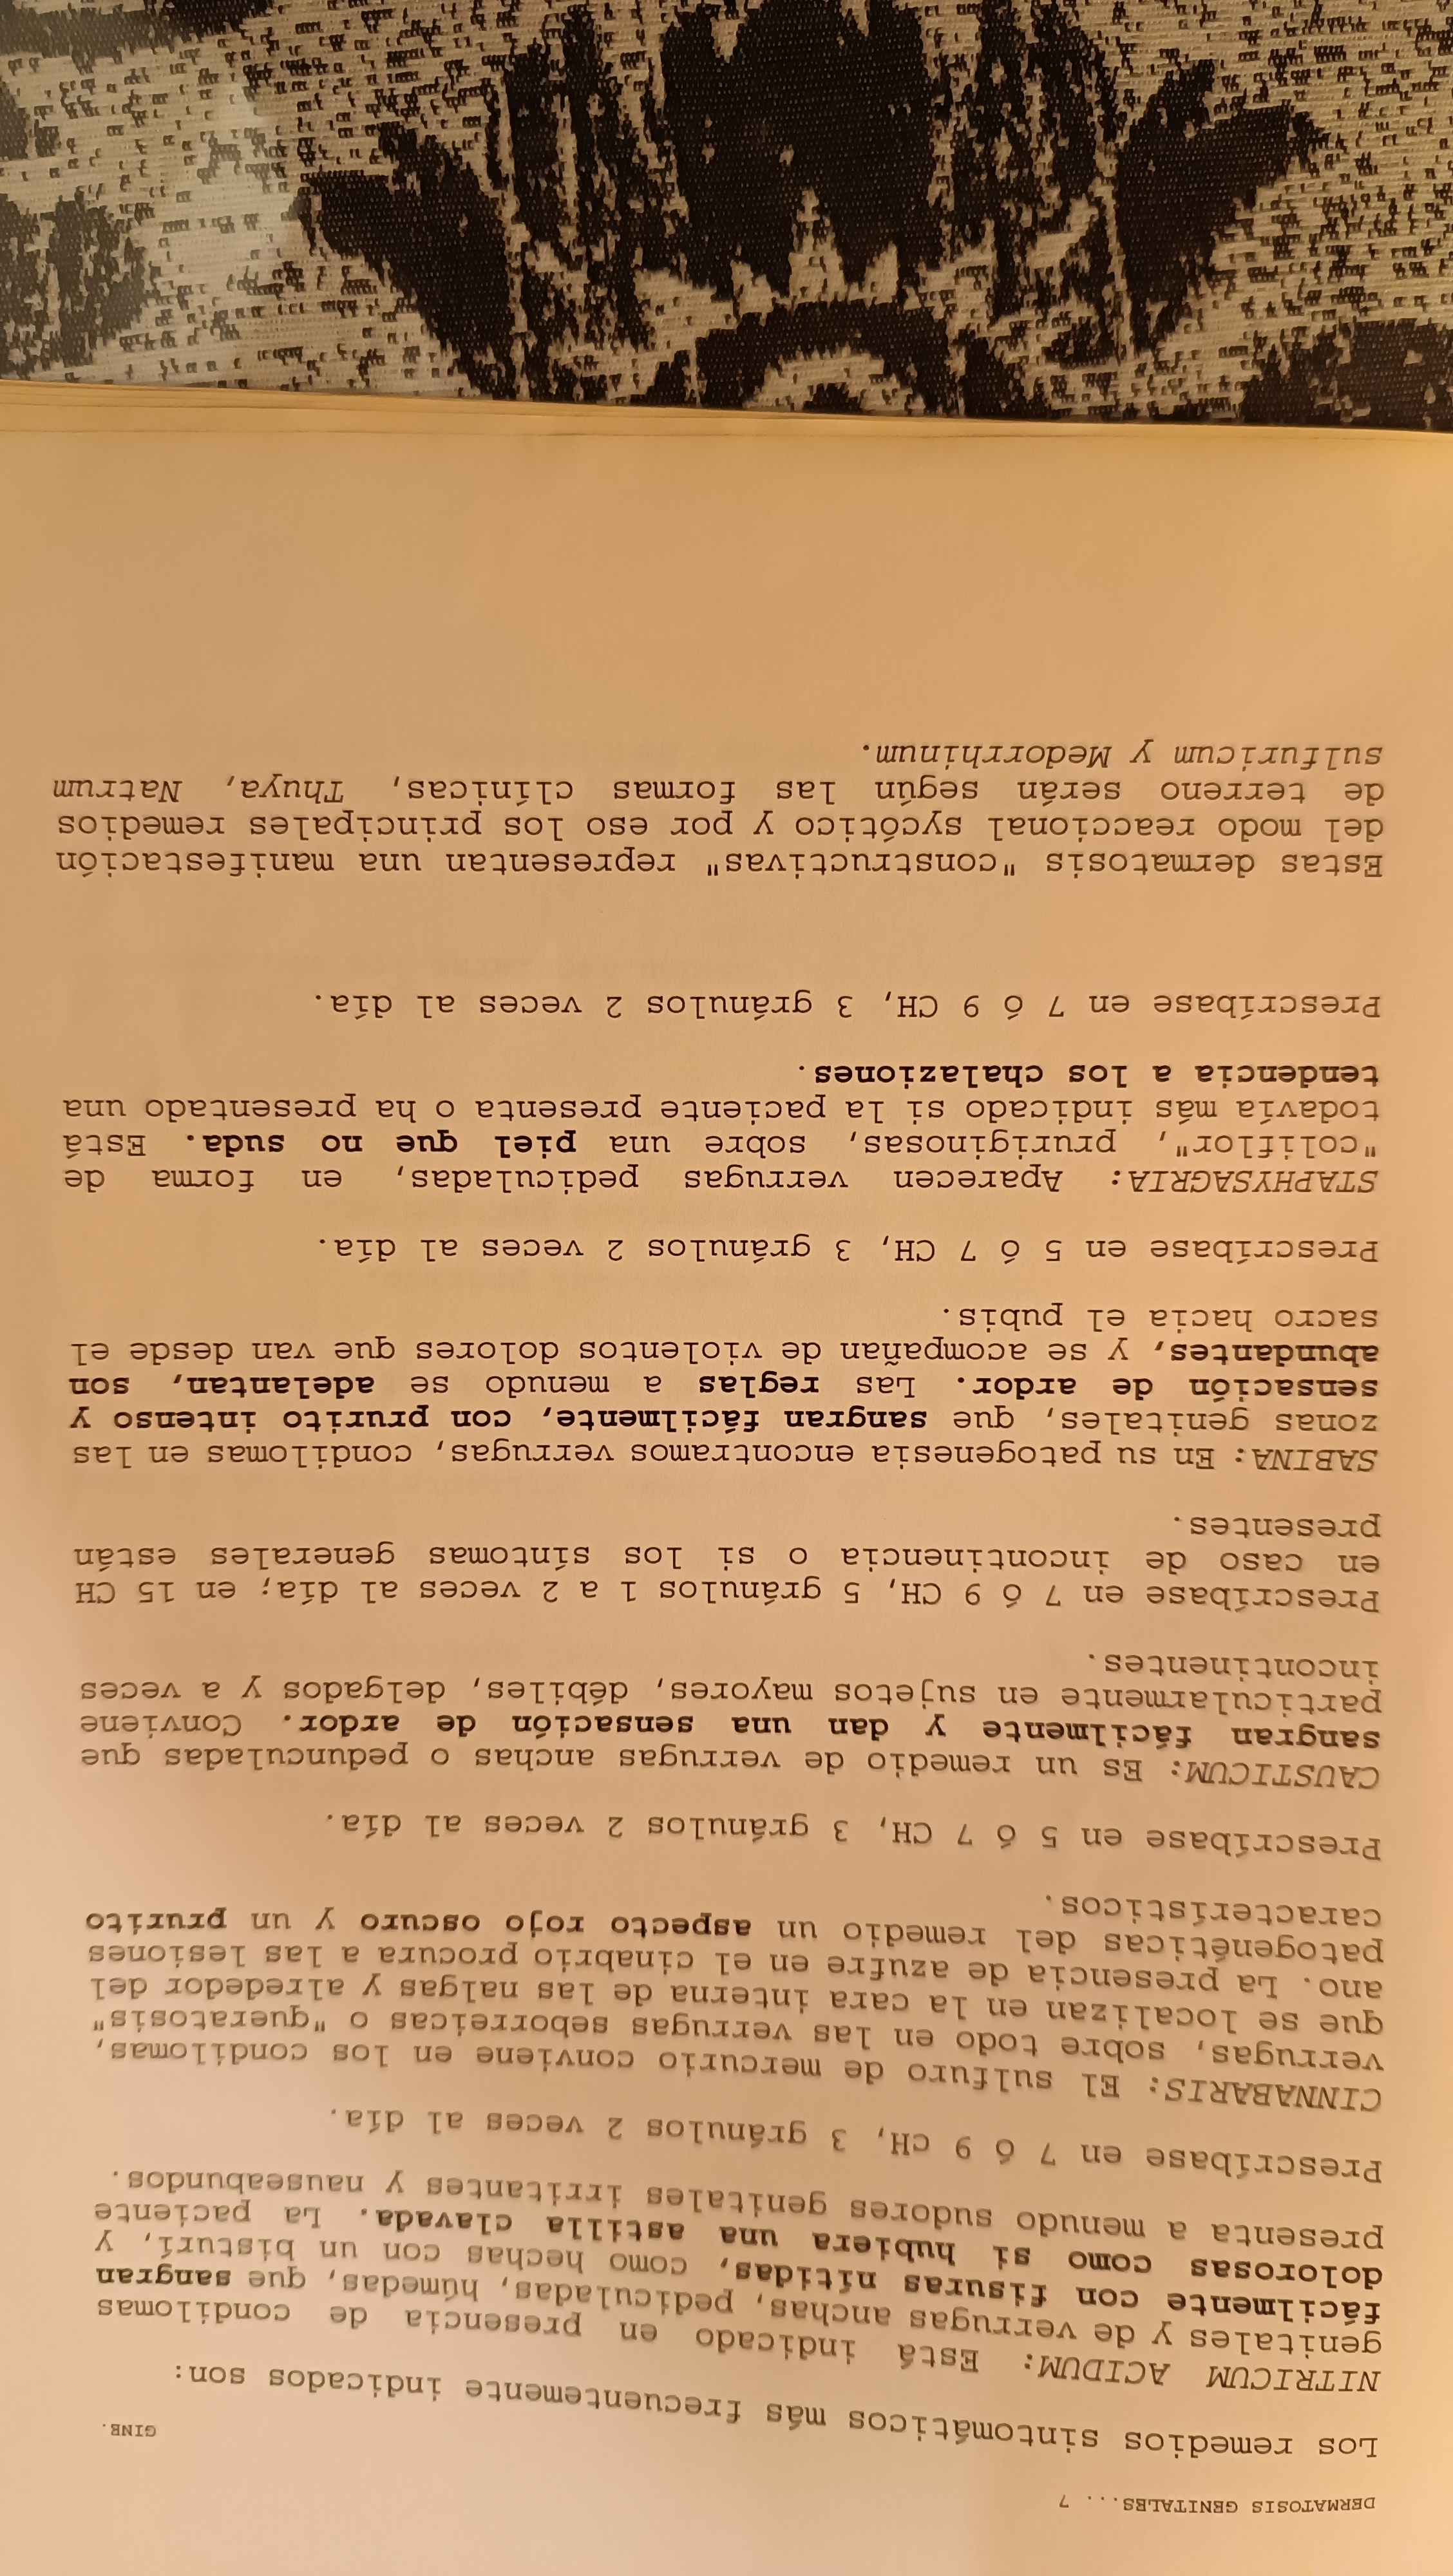 DERMATOSIS GENITALES... 7
GINE.
Los remedios sintomáticos más frecuentemente indicados son:
NITRICUM ACIDUM: Está indicado en presencia de condilomas
genitales y de verrugas anchas, pediculadas, húmedas, que sangran
fácilmente con fisuras nítidas, como hechas con un bisturí, y
dolorosas como si hubiera una astilla clavada. La paciente
presenta a menudo sudores genitales irritantes y nauseabundos.
Prescríbase en 7 ó 9 cH, 3 gránulos 2 veces al día.
CINNABARIS: El sulfuro de mercurio conviene en los condilomas,
verrugas, sobre todo en las verrugas seborreicas o "queratosis"
que se localizan en la cara interna de las nalgas y alrededor del
ano. La presencia de azufre en el cinabrio procura a las lesiones
patogenéticas del remedio un aspecto rojo oscuro y un prurito
característicos.
Prescríbase en 5 ó 7 CH, 3 gránulos 2 veces al día.
CAUSTICUM: Es un remedio de verrugas anchas o pedunculadas que
sangran fácilmente y dan una sensación de ardor. Conviene
particularmente en sujetos mayores, débiles, delgados y a veces
incontinentes.
Prescríbase en 7 ó 9 CH, 5 gránulos 1 a 2 veces al día; en 15 CH
en caso de incontinencia o si los síntomas generales están
presentes.
SABINA: En su patogenesia encontramos verrugas, condilomas en las
zonas genitales, que sangran fácilmente, con prurito intenso y
sensación de ardor. Las reglas a menudo se adelantan, son
abundantes, y se acompañan de violentos dolores que van desde el
sacro hacia el pubis.
Prescríbase en 5 ó 7 CH, 3 gránulos 2 veces al día.
STAPHYSAGRIA: Aparecen verrugas pediculadas, en forma de
"coliflor", pruriginosas, sobre una piel que no suda. Está
todavía más indicado si la paciente presenta o ha presentado una
tendencia a los chalaziones.
Prescríbase en 7 ó 9 CH, 3 gránulos 2 veces al día.
Estas dermatosis "constructivas" representan una manifestación
del modo reaccional sycótico y por eso los principales remedios
de terreno serán según las formas clínicas, Thuya, Natrum
sulfuricum y Medorrhinum.